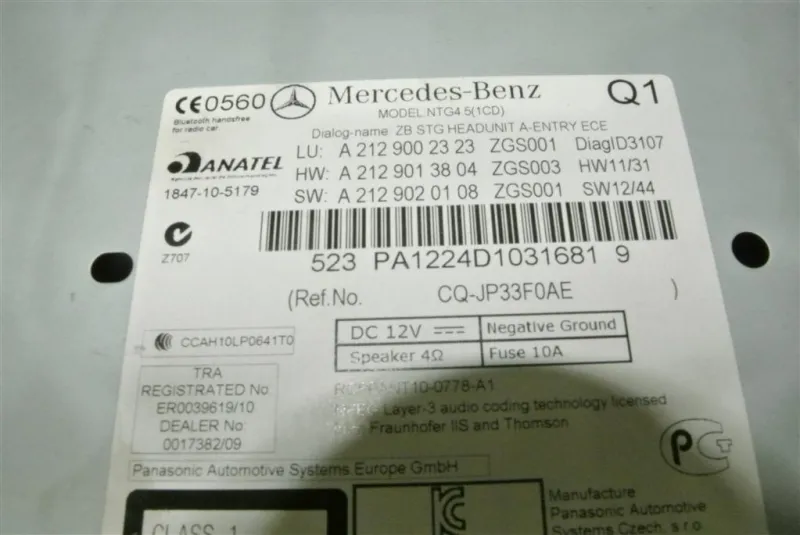 CE0560
Bluetooth handsfree
for radio car
Mercedes-Benz
Q1
MODEL:NTG4.5(1CD)
Dialog-name ZB STG HEADUNIT A-ENTRY ECE
LU: A 212 900 23 23 ZGS001 DiagID3107
HW: A 212 901 38 04 ZGS003 HW11/31
SW: A 212 902 01 08 ZGS001 SW12/44
ANATEL
1847-10-5179
Z707
523 PA1224D1031681 9
(Ref.No. CQ-JP33F0AE )
CCAH10LP0641T0
DC 12V Negative Ground
Speaker 4Ω Fuse 10A
TRA
REGISTRATED No
ER0039619/10
DEALER No
0017382/09
10-0778-A1
Layer-3 audio coding technology licensed
Fraunhofer IIS and Thomson
Panasonic Automotive Systems Europe GmbH
CLASS 1
Manufacture
Panasonic Automotive
Systems Czech, s.r.o.